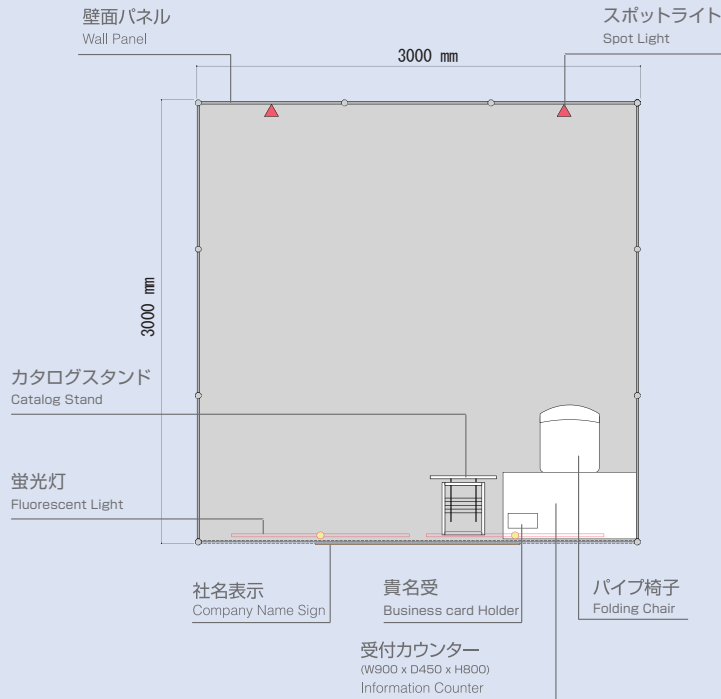 壁面パネル
Wall Panel
スポットライト
Spot Light
3000 mm
3000 mm
カタログスタンド
Catalog Stand
蛍光灯
Fluorescent Light
社名表示
Company Name Sign
貴名受
Business card Holder
パイプ椅子
Folding Chair
受付カウンター
(W900 x D450 x H800)
Information Counter